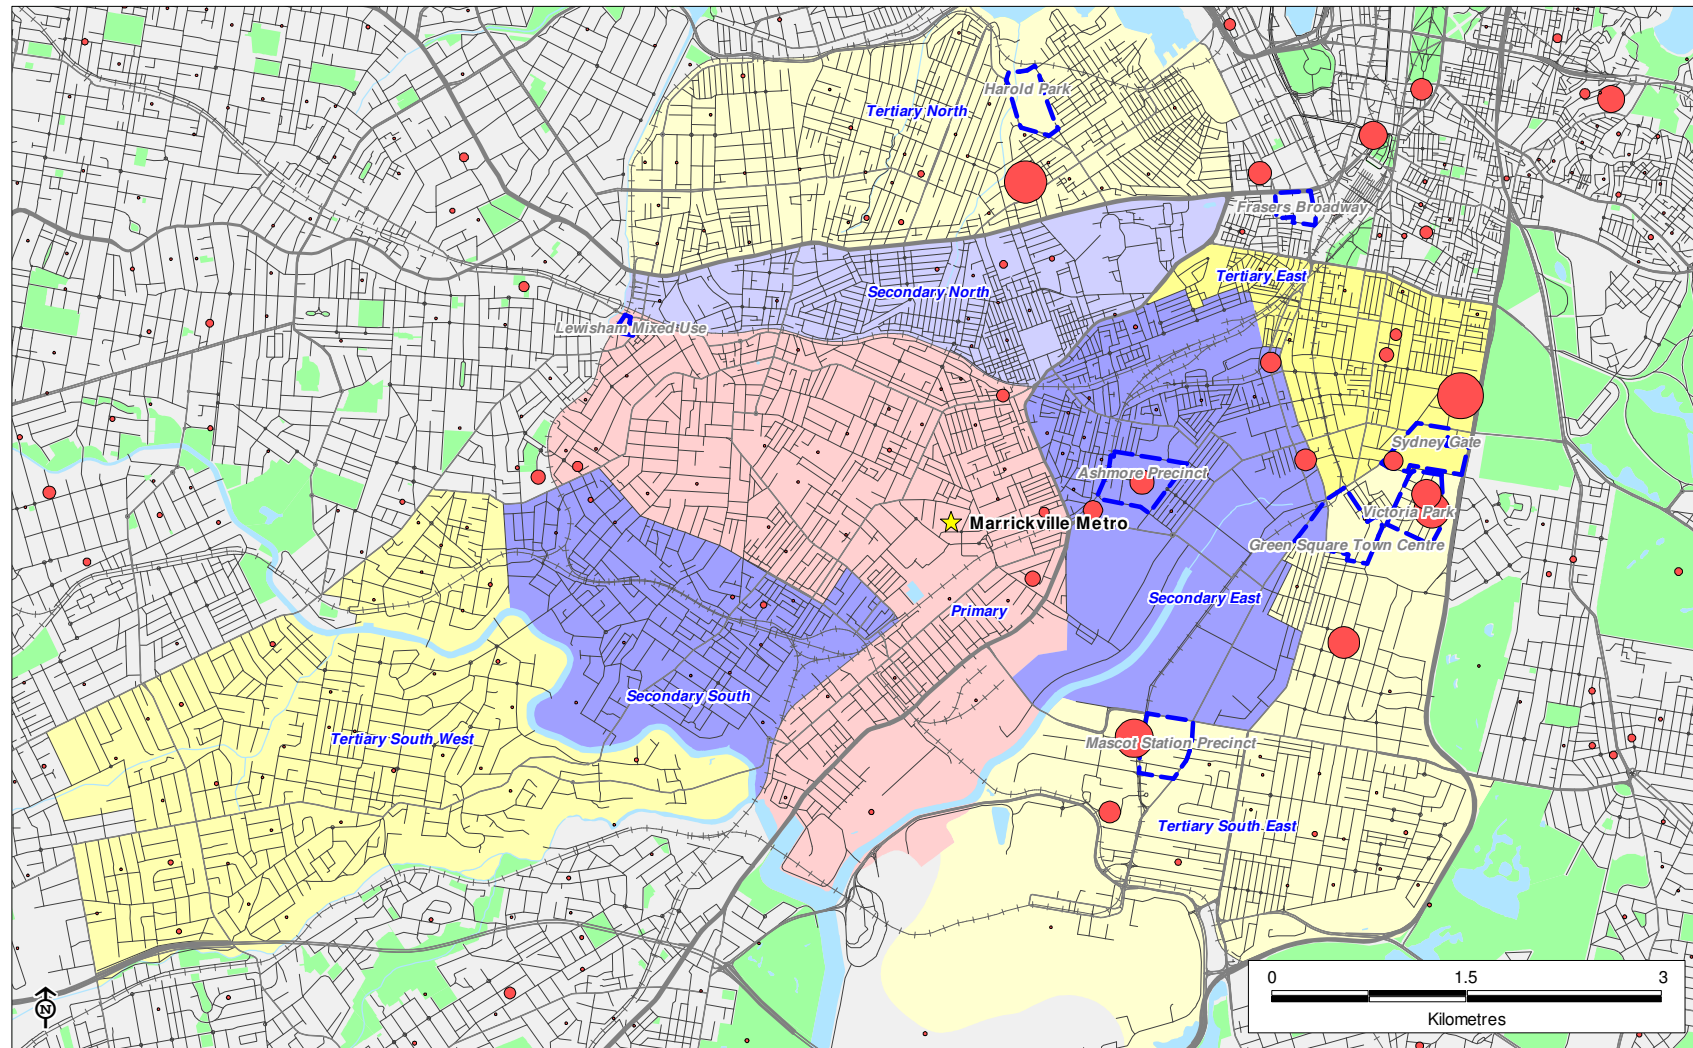 Harold Park
Tertiary North
Frasers Broadway
Tertiary East
Secondary North
Lewisham Mixed Use
Sydney Gate
Ashmore Precinct
Victoria Park
Marrickville Metro
Green Square Town Centre
Secondary East
Primary
Secondary South
Tertiary South West
Mascot Station Precinct
Tertiary South East
0 1.5 3
Kilometres
N